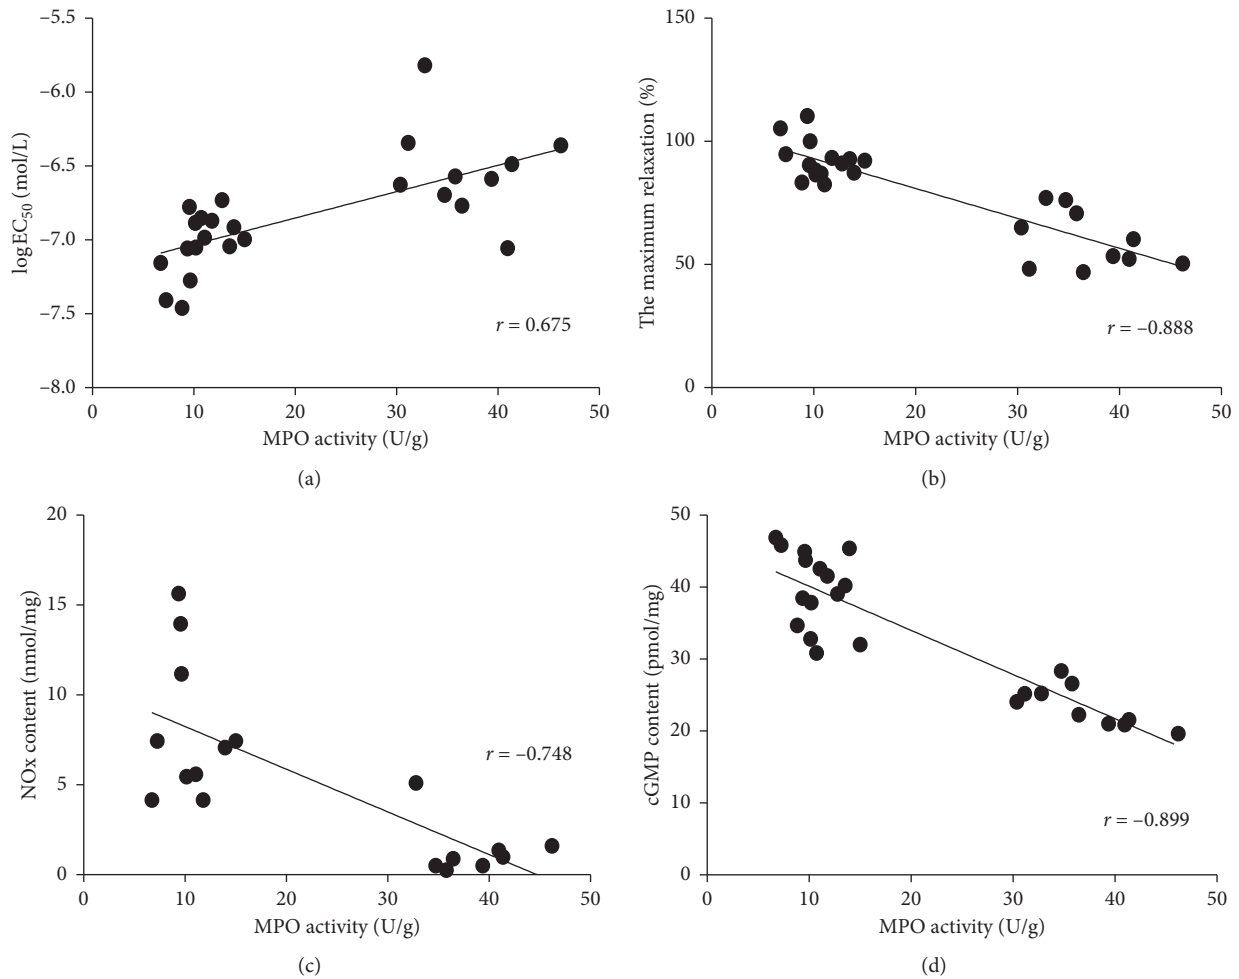 –5.5
–6.0
–6.5
–7.0
–7.5
–8.0
logEC50 (mol/L)
r = 0.675
0 10 20 30 40 50
MPO activity (U/g)
(a)
150
100
50
0
The maximum relaxation (%)
r = –0.888
0 10 20 30 40 50
MPO activity (U/g)
(b)
20
15
10
5
0
NOx content (nmol/mg)
r = –0.748
0 10 20 30 40 50
MPO activity (U/g)
(c)
50
40
30
20
10
0
cGMP content (pmol/mg)
r = –0.899
0 10 20 30 40 50
MPO activity (U/g)
(d)